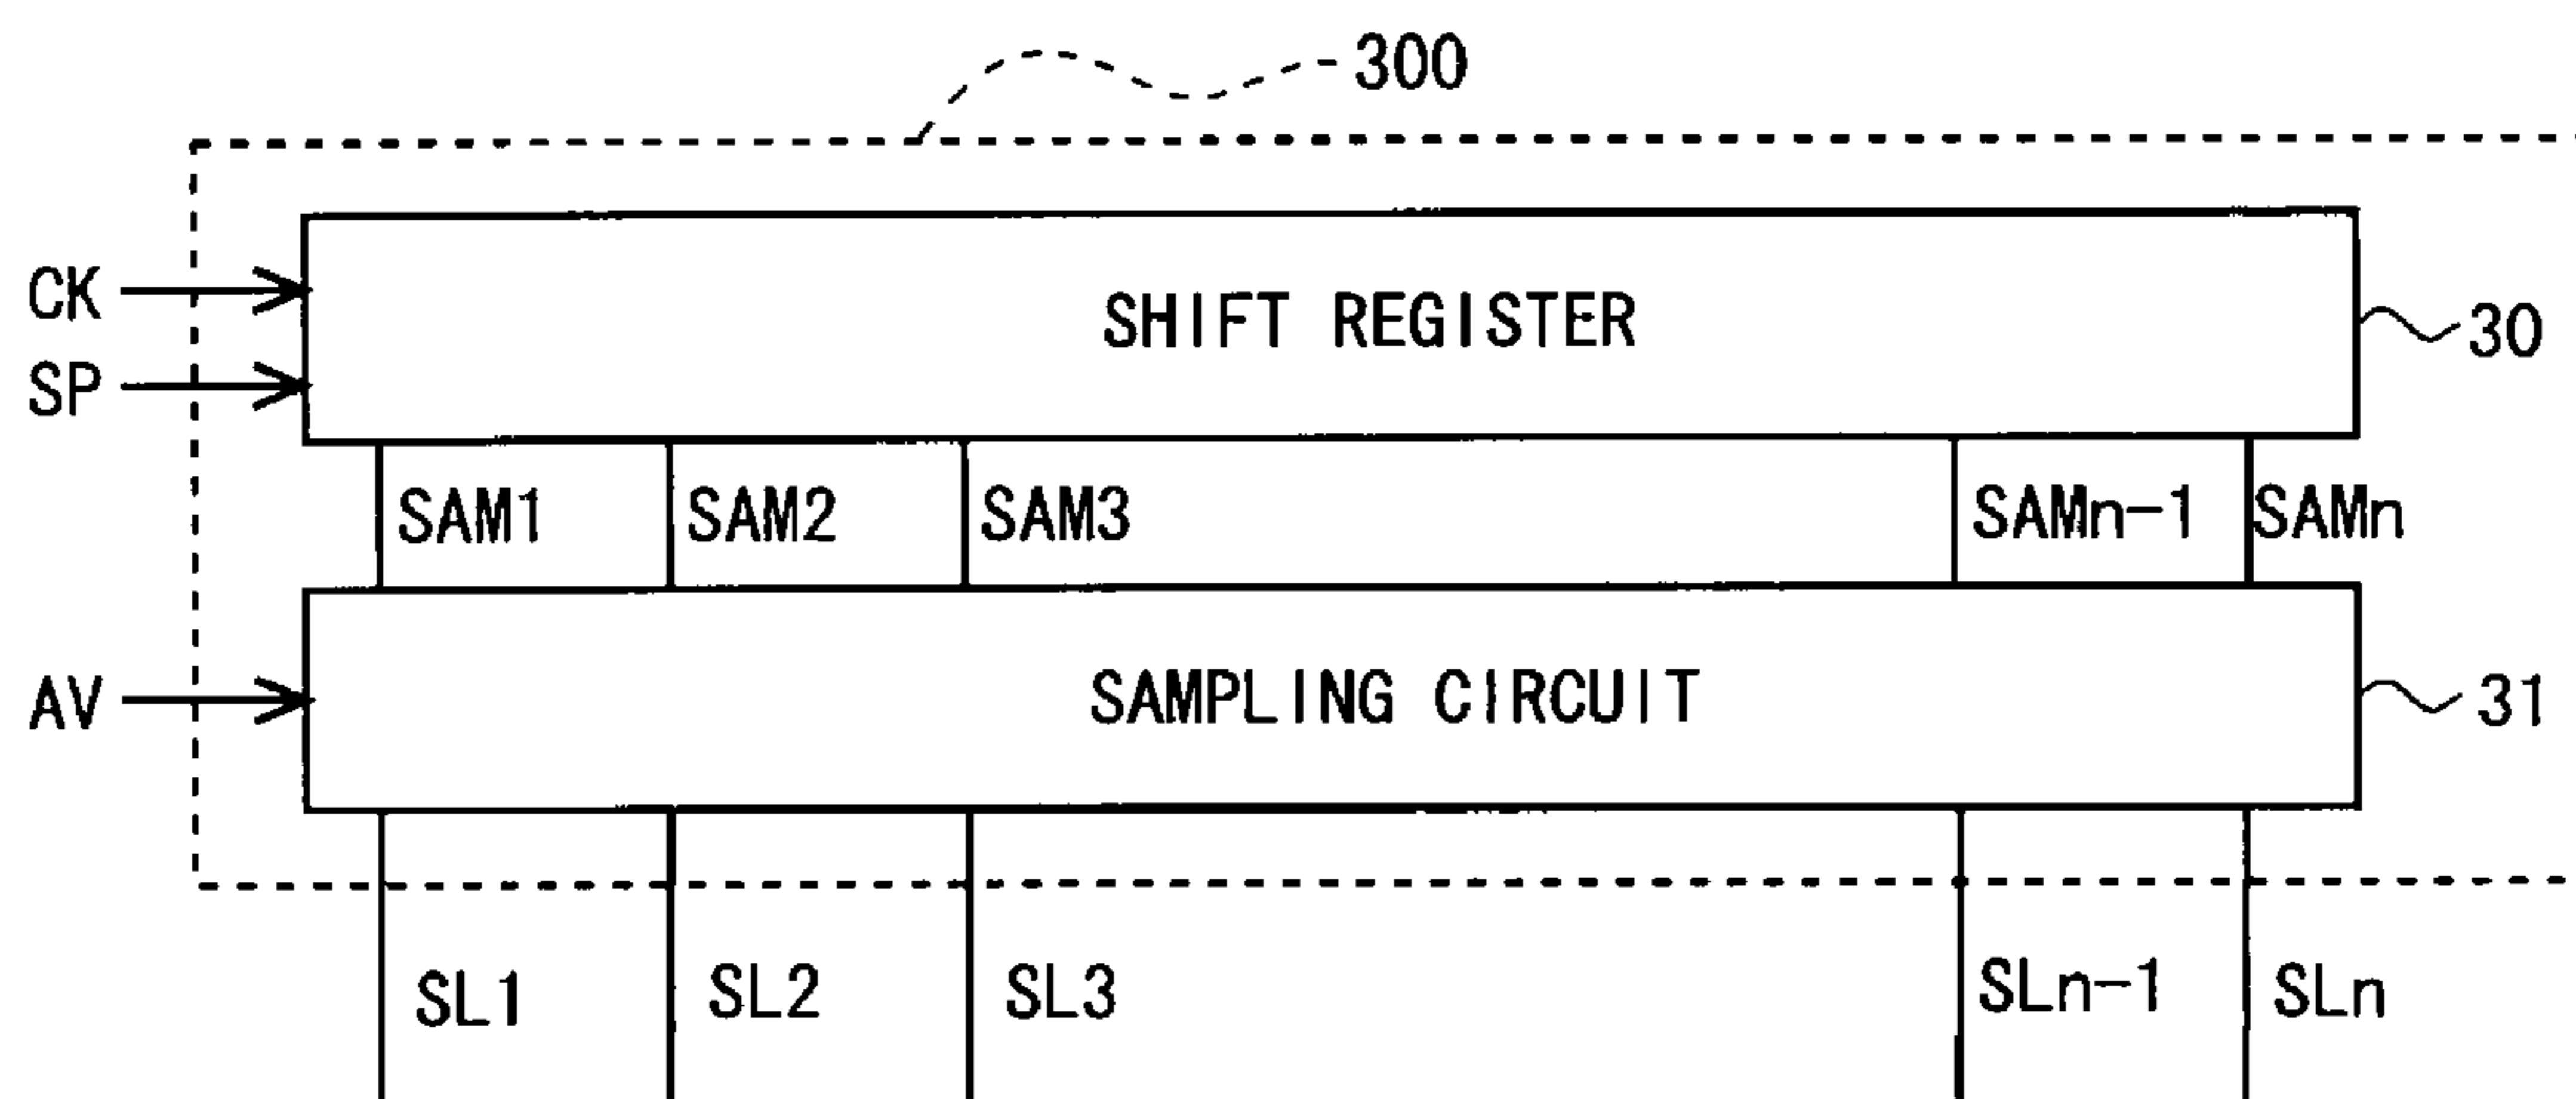 300
CK
SHIFT REGISTER
30
SP
SAM1 SAM2 SAM3 SAMn-1 SAMn
AV
SAMPLING CIRCUIT
31
SL1 SL2 SL3 SLn-1 SLn